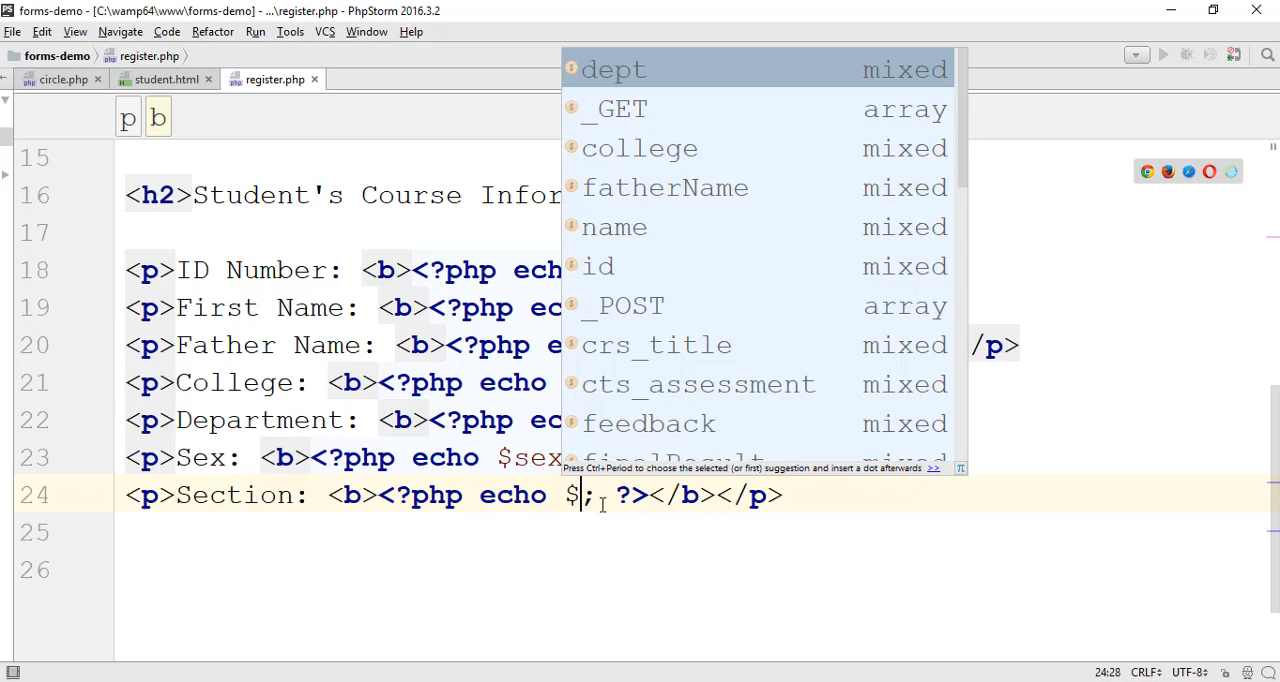 forms-demo - [C:\wamp64\www\forms-demo] - ...\register.php - PhpStorm 2016.3.2
File Edit View Navigate Code Refactor Run Tools VCS Window Help
forms-demo register.php
circle.php student.html register.php
p b
15
16 <h2>Student's Course Infor
17
18 <p>ID Number: <b><?php ech
19 <p>First Name: <b><?php ec
20 <p>Father Name: <b><?php e /p>
21 <p>College: <b><?php echo
22 <p>Department: <b><?php ec
23 <p>Sex: <b><?php echo $sex
24 <p>Section: <b><?php echo $; ?></b></p>
25
26
dept mixed
_GET array
college mixed
fatherName mixed
name mixed
id mixed
_POST array
crs_title mixed
cts_assessment mixed
feedback mixed
finalResult mixed
Press Ctrl+Period to choose the selected (or first) suggestion and insert a dot afterwards >> π
24:28 CRLF UTF-8